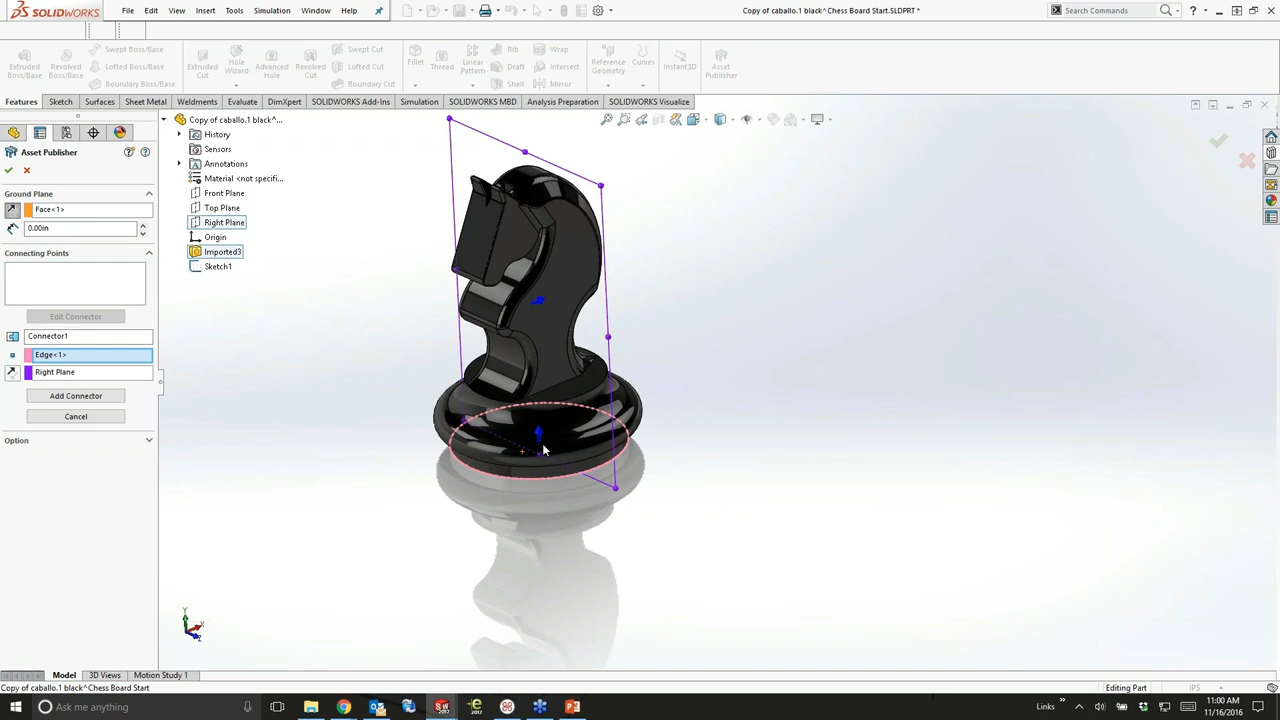 SOLIDWORKS File Edit View Insert Tools Simulation Window Help
Copy of caballo.1 black^Chess Board Start.SLDPRT *
Search Commands
Extruded Boss/Base
Revolved Boss/Base
Swept Boss/Base
Lofted Boss/Base
Boundary Boss/Base
Extruded Cut
Hole Wizard
Advanced Hole
Revolved Cut
Swept Cut
Lofted Cut
Boundary Cut
Fillet
Thread
Linear Pattern
Rib
Draft
Shell
Wrap
Intersect
Mirror
Reference Geometry
Curves
Instant3D
Asset Publisher
Features Sketch Surfaces Sheet Metal Weldments Evaluate DimXpert SOLIDWORKS Add-Ins Simulation SOLIDWORKS MBD Analysis Preparation SOLIDWORKS Visualize
Asset Publisher
Ground Plane
Face<1>
0.00in
Connecting Points
Edit Connector
Connector1
Edge<1>
Right Plane
Add Connector
Cancel
Option
Copy of caballo.1 black^...
History
Sensors
Annotations
Material <not specifi...
Front Plane
Top Plane
Right Plane
Origin
Imported3
Sketch1
Y
X
Z
Model 3D Views Motion Study 1
Copy of caballo.1 black^Chess Board Start
Editing Part
IPS
Ask me anything
Links
11:00 AM
11/16/2016